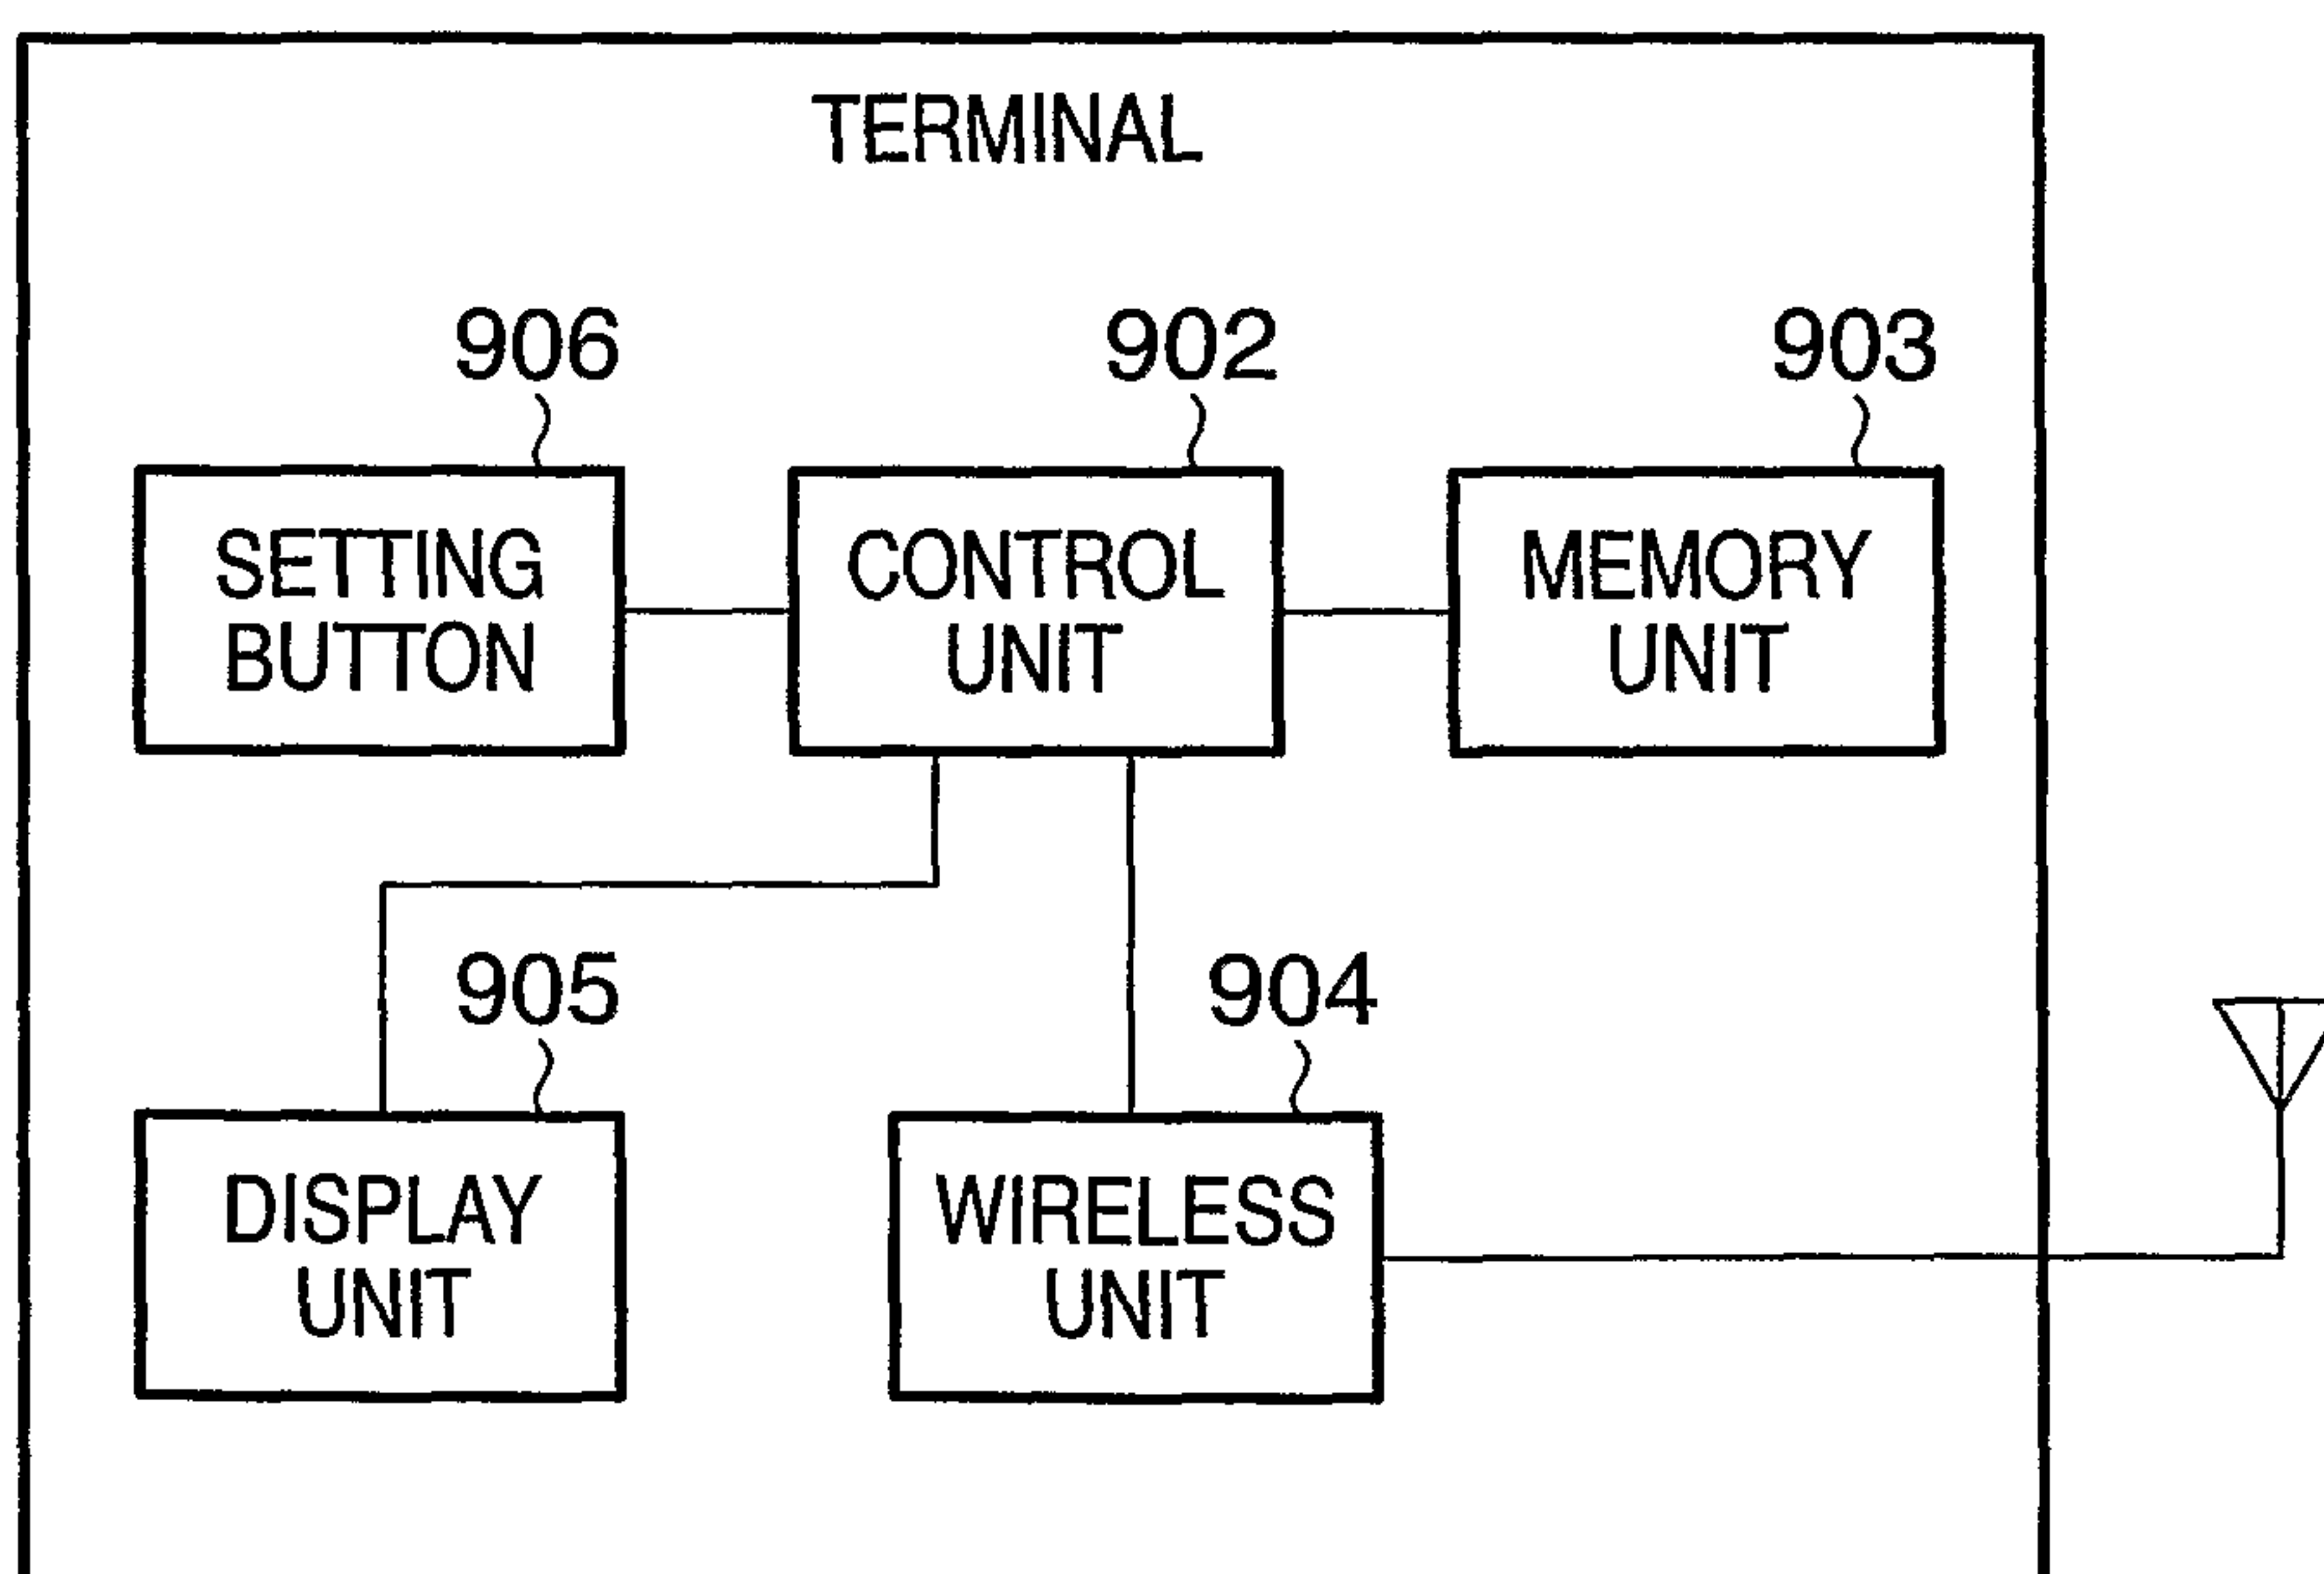 TERMINAL
906
902
903
SETTING
BUTTON
CONTROL
UNIT
MEMORY
UNIT
905
904
DISPLAY
UNIT
WIRELESS
UNIT